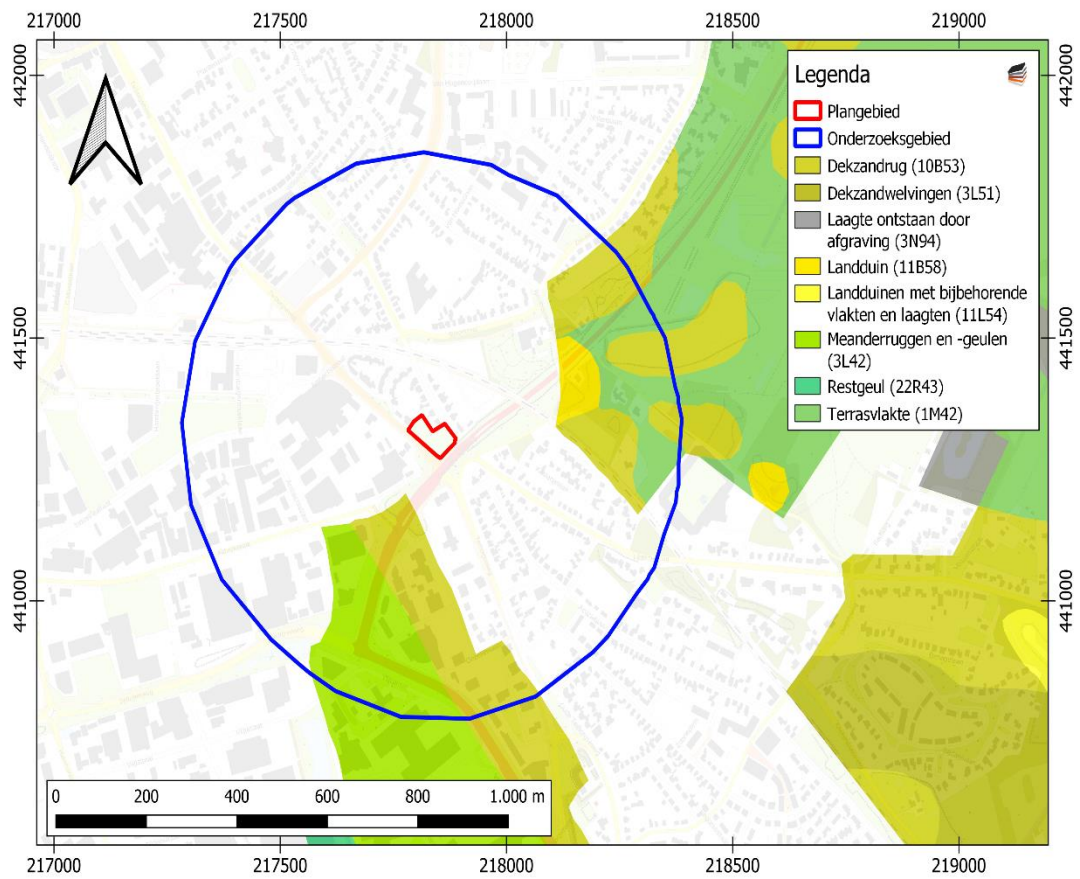 217000 217500 218000 218500 219000
442000
441500
441000
442000
441500
441000
Legenda
Plangebied
Onderzoeksgebied
Dekzandrug (10B53)
Dekzandwelvingen (3L51)
Laagte ontstaan door
afgraving (3N94)
Landduin (11B58)
Landduinen met bijbehorende
vlakten en laagten (11L54)
Meanderruggen en -geulen
(3L42)
Restgeul (22R43)
Terrasvlakte (1M42)
0 200 400 600 800 1.000 m
217000 217500 218000 218500 219000